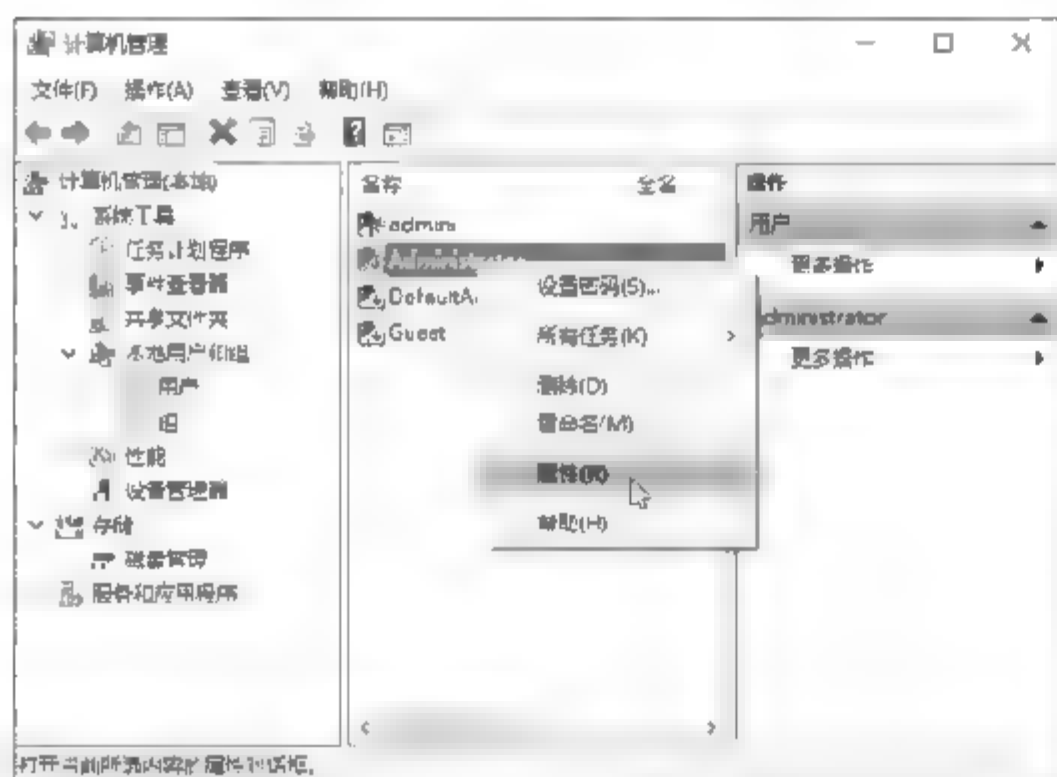 计算机管理
文件(F) 操作(A) 查看(V) 帮助(H)
计算机管理(本地)
系统工具
任务计划程序
事件查看器
共享文件夹
本地用户和组
用户
组
性能
设备管理器
存储
磁盘管理
服务和应用程序
名称 全名
admini
Administrator
DefaultA
Guest
设置密码(S)...
所有任务(K)
删除(D)
重命名(M)
属性(R)
帮助(H)
操作
用户
更多操作
dministrator
更多操作
打开当前所选内容的属性对话框。